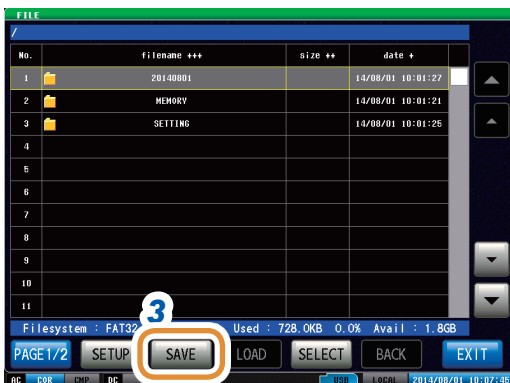 FILE
/
No. filename +++ size ++ date +
1 20140801 14/08/01 10:01:27
2 MEMORY 14/08/01 10:01:21
3 SETTING 14/08/01 10:01:25
4
5
6
7
8
9
10
11
3
Filesystem : FAT32 Used : 728.0KB 0.0% Avail : 1.8GB
PAGE1/2 SETUP SAVE LOAD SELECT BACK EXIT
AC COR CMP DC USB LOCAL 2014/08/01 10:07:45